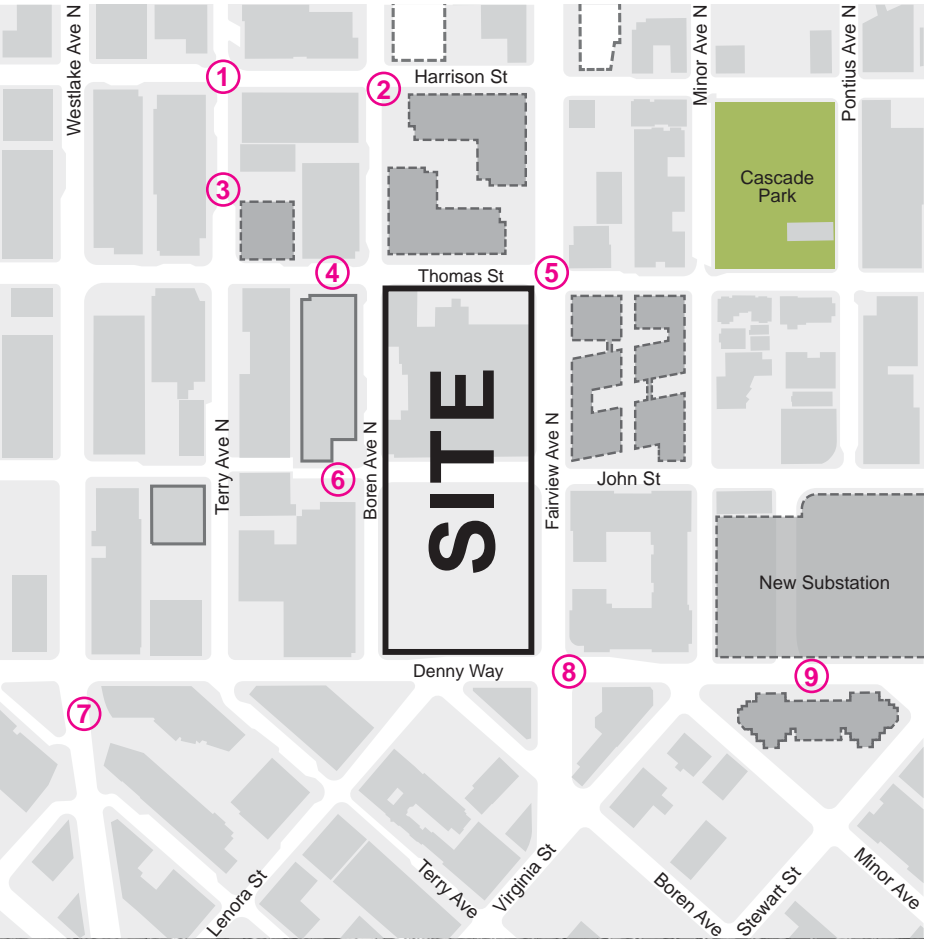 Westlake Ave N
Minor Ave N
Pontius Ave N
1
Harrison St
2
3
Cascade
Park
4
Thomas St
5
SITE
Terry Ave N
Boren Ave N
Fairview Ave N
6
John St
New Substation
Denny Way
8
9
7
Lenora St
Terry Ave
Virginia St
Boren Ave
Stewart St
Minor Ave